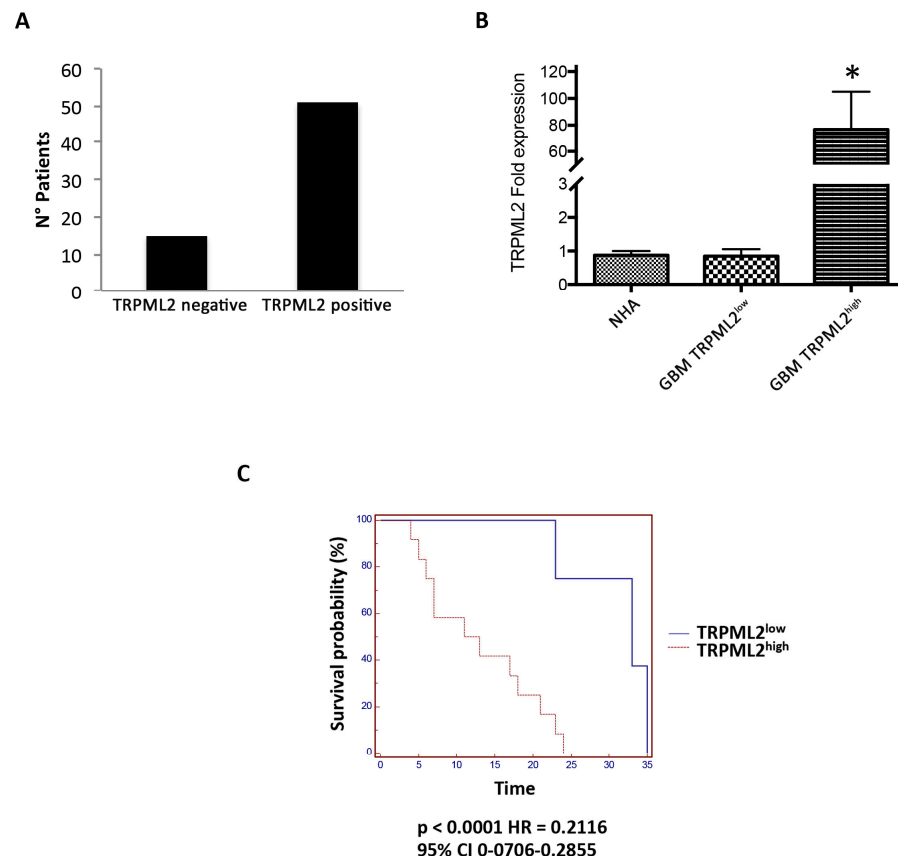 A
60
50
40
30
20
10
0
N° Patients
TRPML2 negative TRPML2 positive
B
120
100
80
60
3
2
1
0
TRPML2 Fold expression
*
NHA
GBM TRPML2low
GBM TRPML2high
C
100
80
60
40
20
0
Survival probability (%)
0 5 10 15 20 25 30 35
Time
TRPML2low
TRPML2high
p < 0.0001 HR = 0.2116
95% CI 0-0706-0.2855